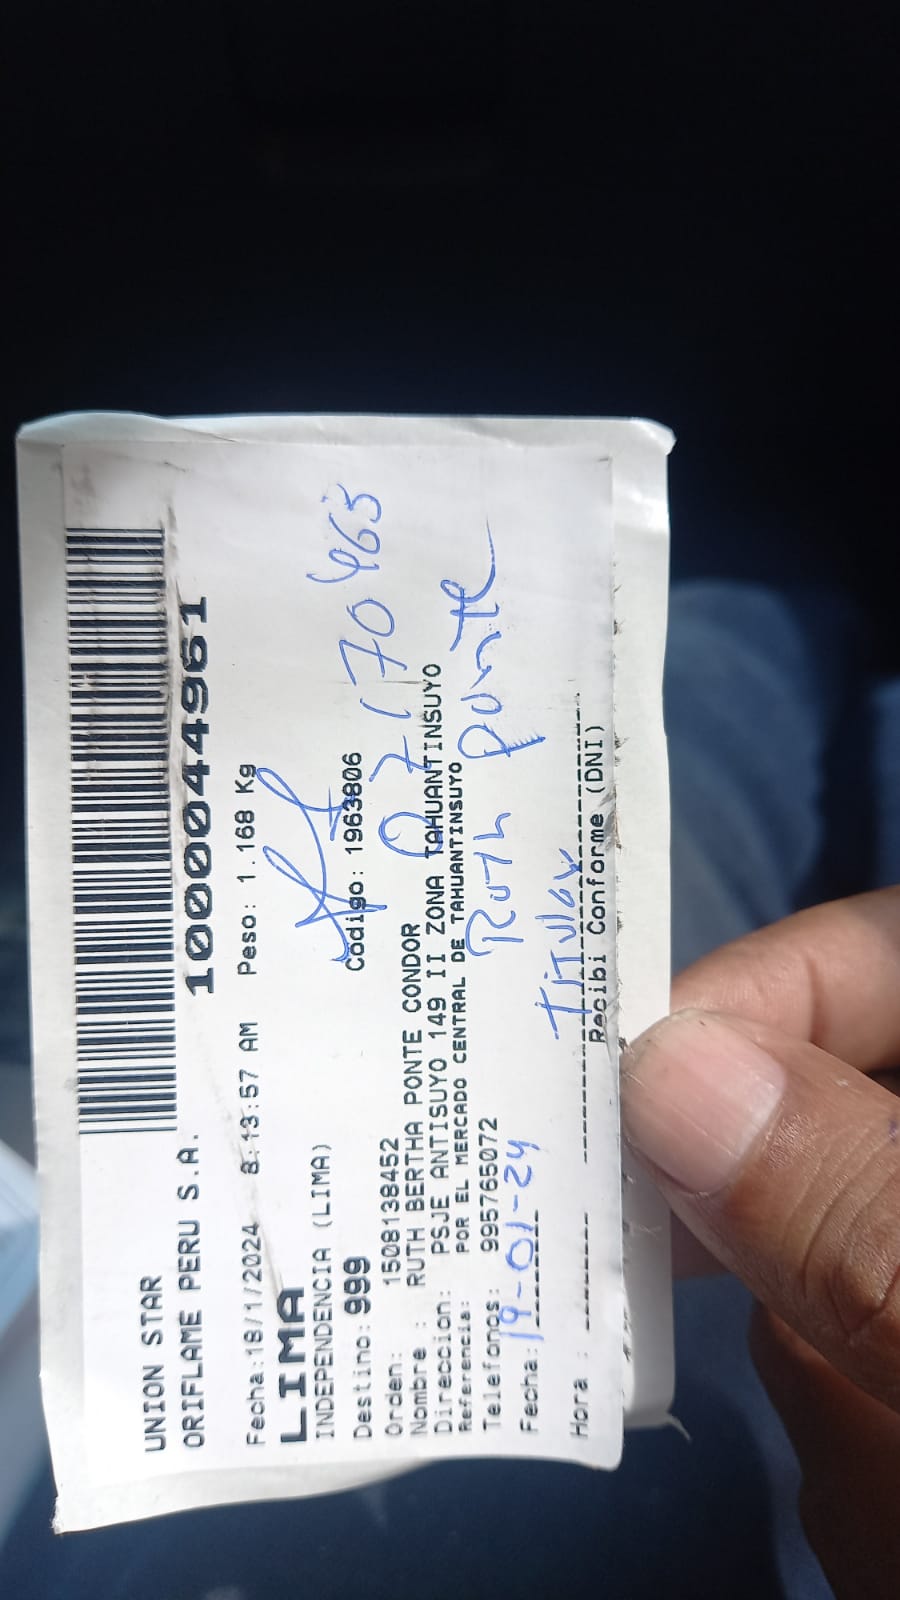 UNION STAR
ORIFLAME PERU S.A.
10000044961
Fecha:18/1/2024 8:13:57 AM Peso: 1.168 Kg
LIMA
INDEPENDENCIA (LIMA)
Destino:999 Codigo: 1963806
07170463
Orden: 1508138452
Nombre : RUTH BERTHA PONTE CONDOR
Direccion: PSJE ANTISUYO 149 II ZONA TAHUANTINSUYO
Referencia: POR EL MERCADO CENTRAL DE TAHUANTINSUYO
Telefonos: 995765072
Ruth Ponte
Fecha: 19-01-24
Titular
Hora :
Recibi Conforme (DNI)